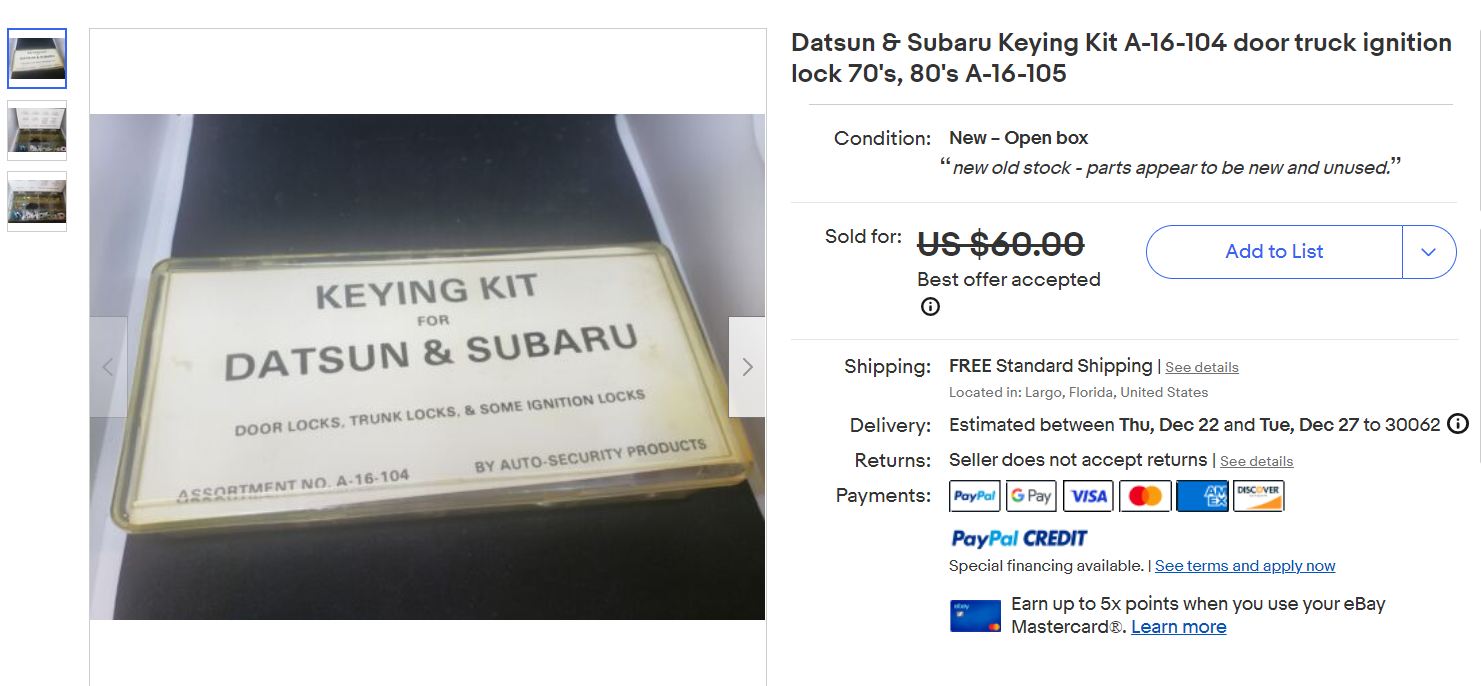 Datsun & Subaru Keying Kit A-16-104 door truck ignition
lock 70's, 80's A-16-105
Condition: New – Open box
“new old stock - parts appear to be new and unused.”
Sold for: US $60.00
Best offer accepted
Add to List
KEYING KIT
FOR
DATSUN & SUBARU
DOOR LOCKS, TRUNK LOCKS, & SOME IGNITION LOCKS
ASSORTMENT NO. A-16-104
BY AUTO-SECURITY PRODUCTS
Shipping: FREE Standard Shipping | See details
Located in: Largo, Florida, United States
Delivery: Estimated between Thu, Dec 22 and Tue, Dec 27 to 30062
Returns: Seller does not accept returns | See details
Payments: PayPal G Pay VISA AM EX DISCOVER
PayPal CREDIT
Special financing available. | See terms and apply now
ebay
Earn up to 5x points when you use your eBay
Mastercard®. Learn more